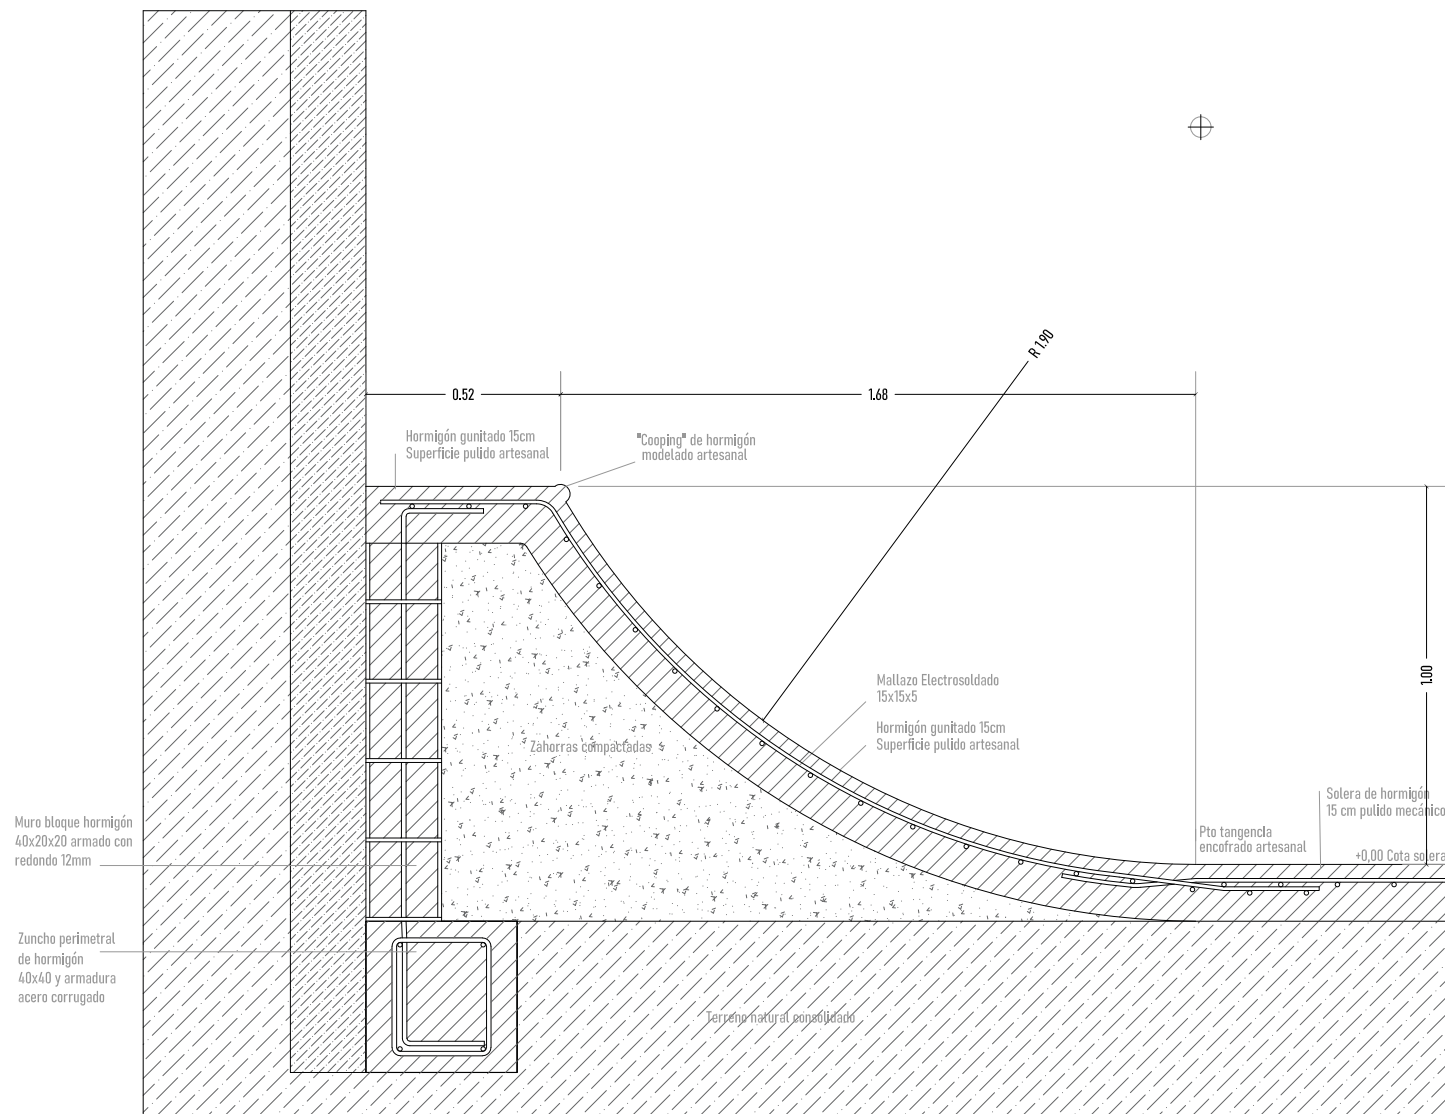 R 1.90
0.52
1.68
Hormigón gunitado 15cm
Superficie pulido artesanal
"Cooping" de hormigón
modelado artesanal
1.00
Mallazo Electrosoldado
15x15x5
Hormigón gunitado 15cm
Superficie pulido artesanal
Zahorras compactadas
Solera de hormigón
15 cm pulido mecánico
Muro bloque hormigón
40x20x20 armado con
redondo 12mm
Pto tangencia
encofrado artesanal
+0,00 Cota solera
Zuncho perimetral
de hormigón
40x40 y armadura
acero corrugado
Terreno natural consolidado